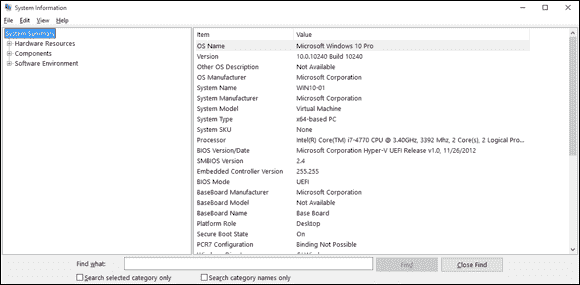 System Information
File Edit View Help
System Summary
Hardware Resources
Components
Software Environment
Item Value
OS Name Microsoft Windows 10 Pro
Version 10.0.10240 Build 10240
Other OS Description Not Available
OS Manufacturer Microsoft Corporation
System Name WIN10-01
System Manufacturer Microsoft Corporation
System Model Virtual Machine
System Type x64-based PC
System SKU None
Processor Intel(R) Core(TM) i7-4770 CPU @ 3.40GHz, 3392 Mhz, 2 Core(s), 2 Logical Pro...
BIOS Version/Date Microsoft Corporation Hyper-V UEFI Release v1.0, 11/26/2012
SMBIOS Version 2.4
Embedded Controller Version 255.255
BIOS Mode UEFI
BaseBoard Manufacturer Microsoft Corporation
BaseBoard Model Not Available
BaseBoard Name Base Board
Platform Role Desktop
Secure Boot State On
PCR7 Configuration Binding Not Possible
Find what: Find Close Find
Search selected category only Search category names only